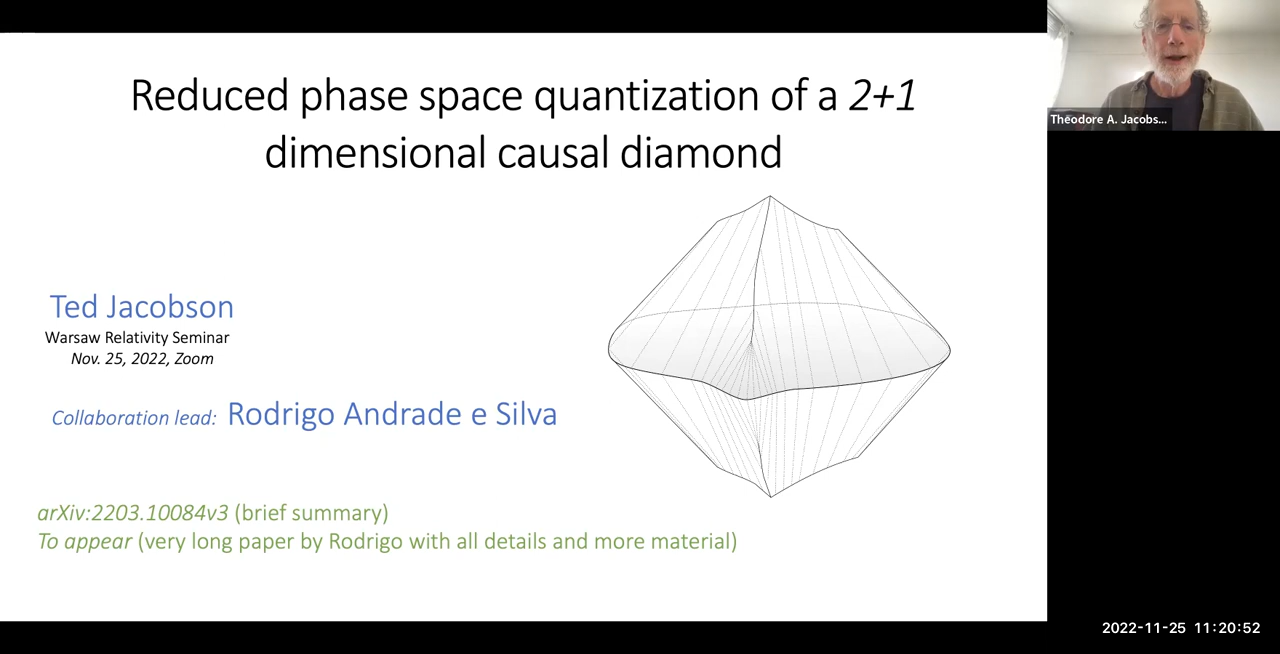 Reduced phase space quantization of a 2+1
dimensional causal diamond
Theodore A. Jacobs...
Ted Jacobson
Warsaw Relativity Seminar
Nov. 25, 2022, Zoom
Collaboration lead: Rodrigo Andrade e Silva
arXiv:2203.10084v3 (brief summary)
To appear (very long paper by Rodrigo with all details and more material)
2022-11-25 11:20:52